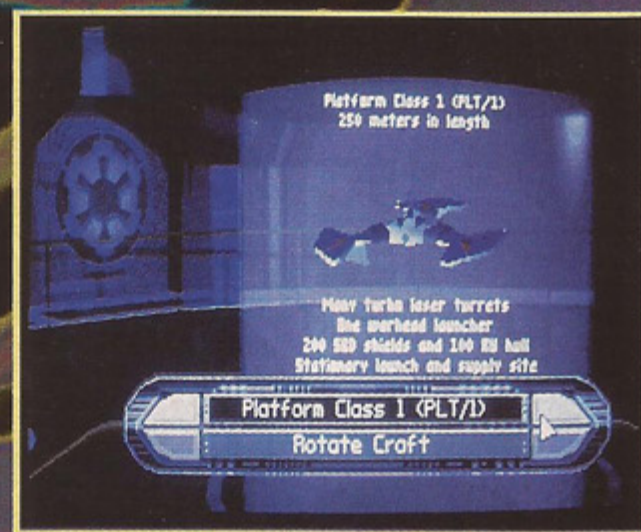 Platform Class 1 (PLT/1)
250 meters in length
Many turbo laser turrets
One warhead launcher
200 SBD shields and 100 RU hull
Stationary launch and supply site
Platform Class 1 (PLT/1)
Rotate Craft